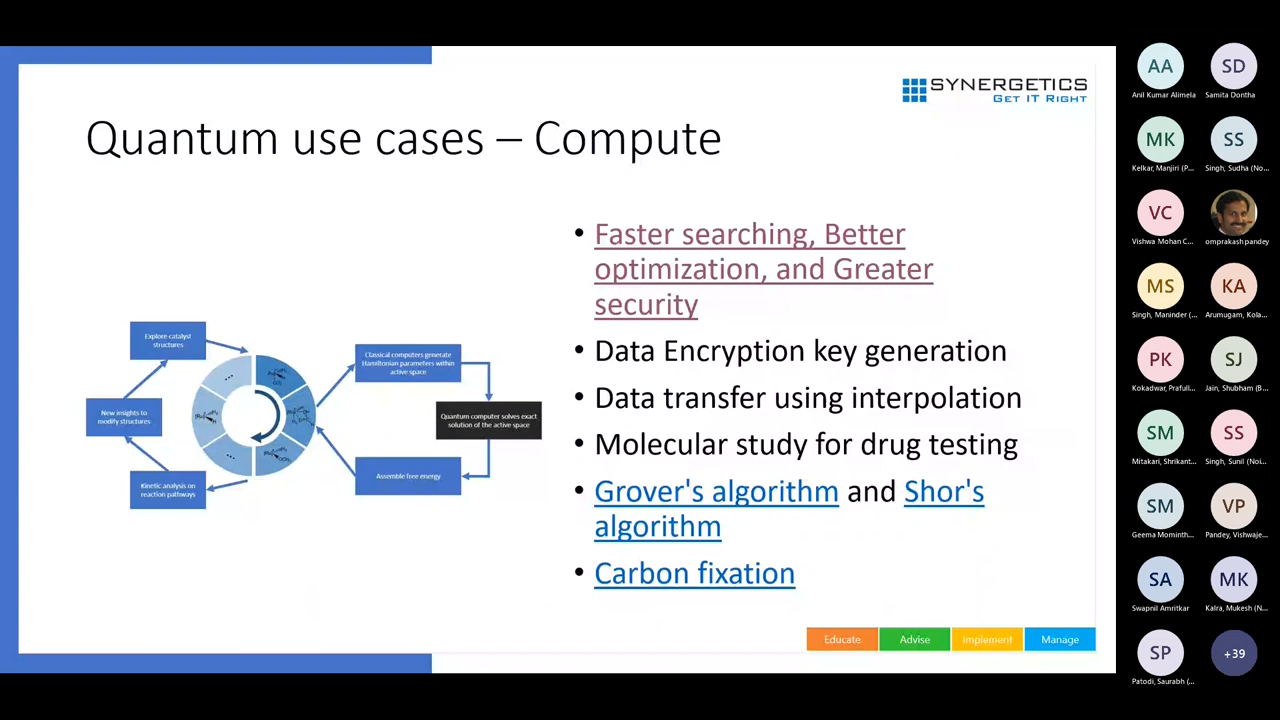 SYNERGETICS
GET IT RIGHT
Quantum use cases – Compute
• Faster searching, Better
optimization, and Greater
security
• Data Encryption key generation
• Data transfer using interpolation
• Molecular study for drug testing
• Grover's algorithm and Shor's
algorithm
• Carbon fixation
Explore catalyst
structures
New insights to
modify structures
Kinetic analysis on
reaction pathways
Classical computers generate
Hamiltonian parameters within
active space
Quantum computer solves exact
solution of the active space
Assemble free energy
Educate
Advise
Implement
Manage
AA
Anil Kumar Alimela
SD
Samita Dontha
MK
Kelkar, Manjiri (P...
SS
Singh, Sudha (No...
VC
Vishwa Mohan C...
omprakash pandey
MS
Singh, Maninder (...
KA
Arumugam, Kola...
PK
Kokadwar, Prafull...
SJ
Jain, Shubham (B...
SM
Mitakari, Shrikant...
SS
Singh, Sunil (Noi...
SM
Geema Mominth...
VP
Pandey, Vishwaje...
SA
Swapnil Amritkar
MK
Kalra, Mukesh (N...
SP
Patodi, Saurabh (...
+39